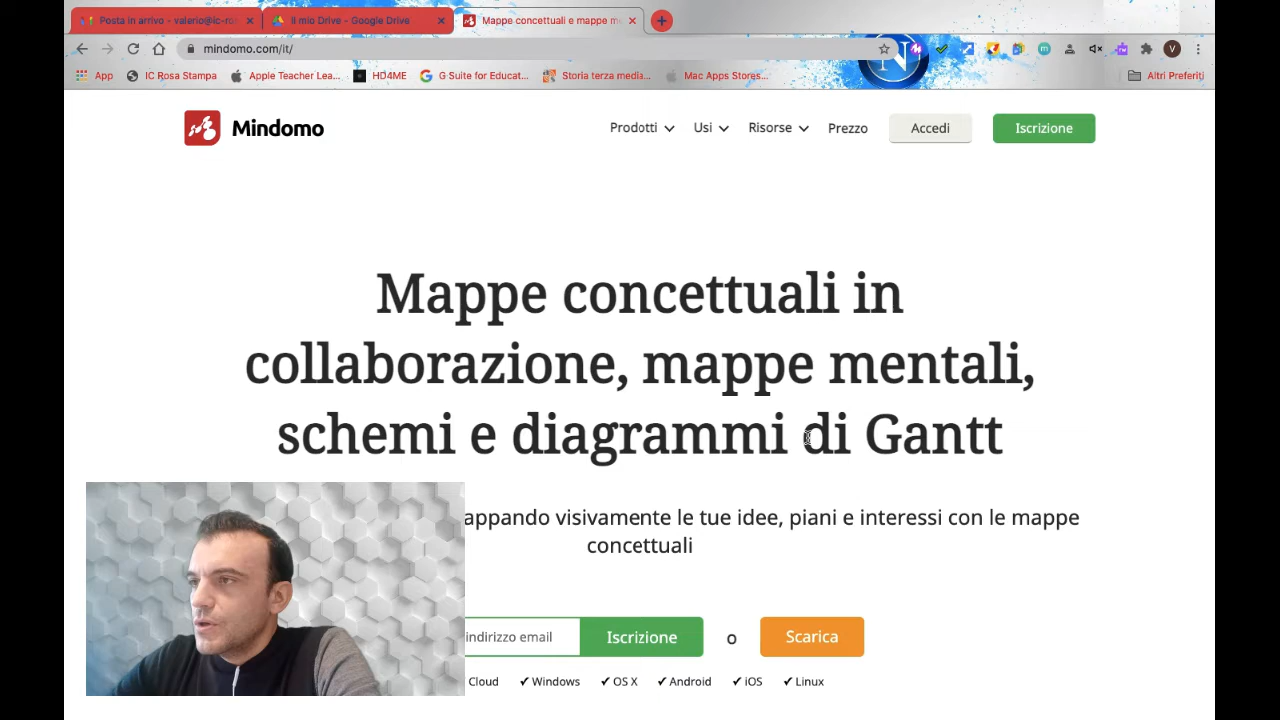 Posta in arrivo - valerio@ic-ro
Il mio Drive - Google Drive
Mappe concettuali e mappe me
mindomo.com/it/
V
App
IC Rosa Stampa
Apple Teacher Lea...
HD4ME
G Suite for Educat...
Storia terza media...
Mac Apps Stores...
N
Altri Preferiti
Mindomo
Prodotti
Usi
Risorse
Prezzo
Accedi
Iscrizione
Mappe concettuali in
collaborazione, mappe mentali,
schemi e diagrammi di Gantt
appando visivamente le tue idee, piani e interessi con le mappe
concettuali
indirizzo email
Iscrizione
o
Scarica
Cloud ✔ Windows ✔ OS X ✔ Android ✔ iOS ✔ Linux